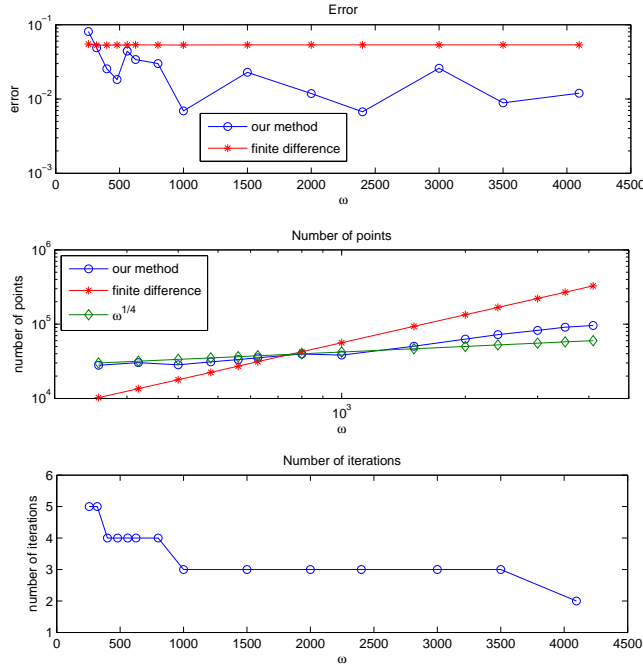 Error
10^-1
10^-2
10^-3
error
our method
finite difference
0 500 1000 1500 2000 2500 3000 3500 4000 4500
ω
Number of points
10^6
10^5
10^4
number of points
our method
finite difference
ω^1/4
10^3
ω
Number of iterations
6
5
4
3
2
1
number of iterations
0 500 1000 1500 2000 2500 3000 3500 4000 4500
ω